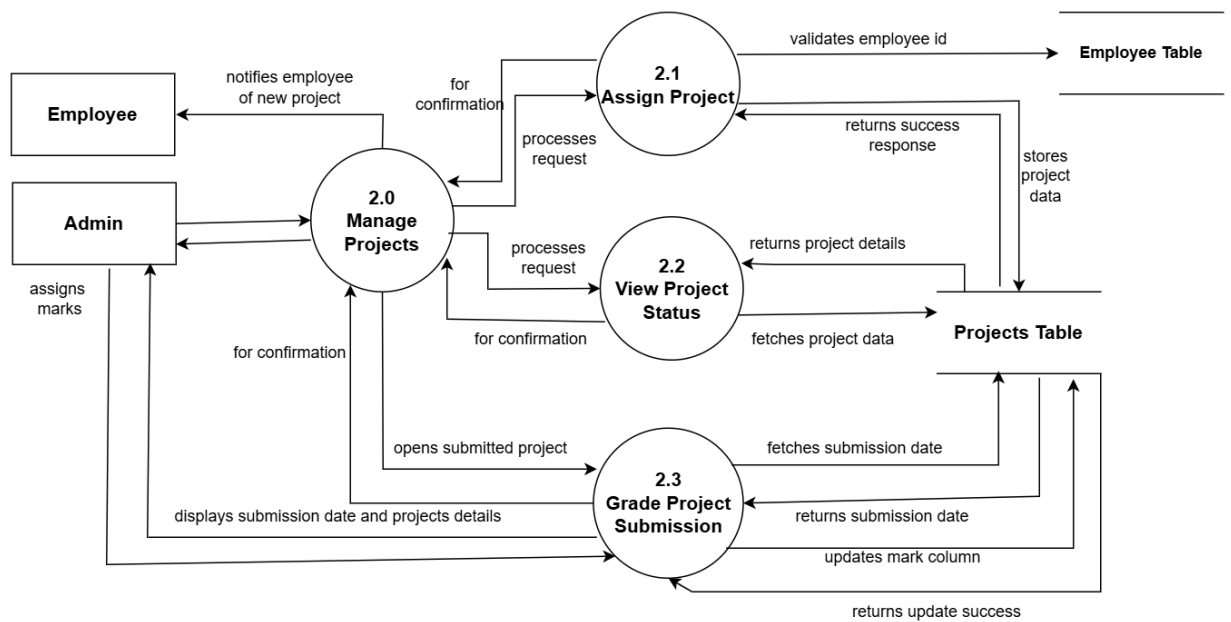 validates employee id
Employee Table
2.1
Assign Project
notifies employee
of new project
for
confirmation
Employee
processes
request
returns success
response
stores
project
data
2.0
Manage
Projects
Admin
returns project details
processes
request
2.2
View Project
Status
assigns
marks
for confirmation
for confirmation
fetches project data
Projects Table
opens submitted project
fetches submission date
2.3
Grade Project
Submission
displays submission date and projects details
returns submission date
updates mark column
returns update success